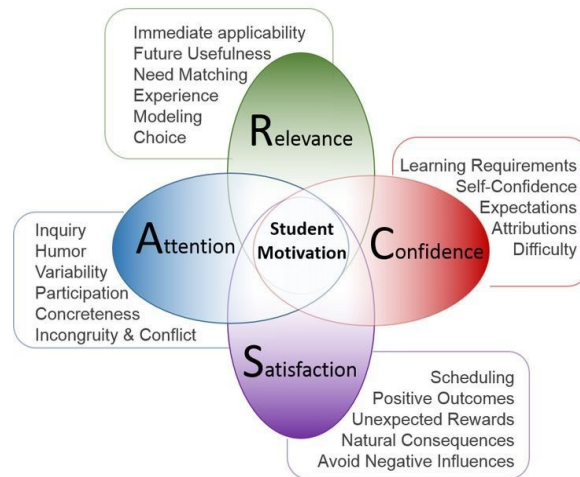 Immediate applicability
Future Usefulness
Need Matching
Experience
Modeling
Choice
Relevance
Learning Requirements
Self-Confidence
Expectations
Attributions
Difficulty
Inquiry
Humor
Variability
Participation
Concreteness
Incongruity & Conflict
Attention
Student
Motivation
Confidence
Satisfaction
Scheduling
Positive Outcomes
Unexpected Rewards
Natural Consequences
Avoid Negative Influences